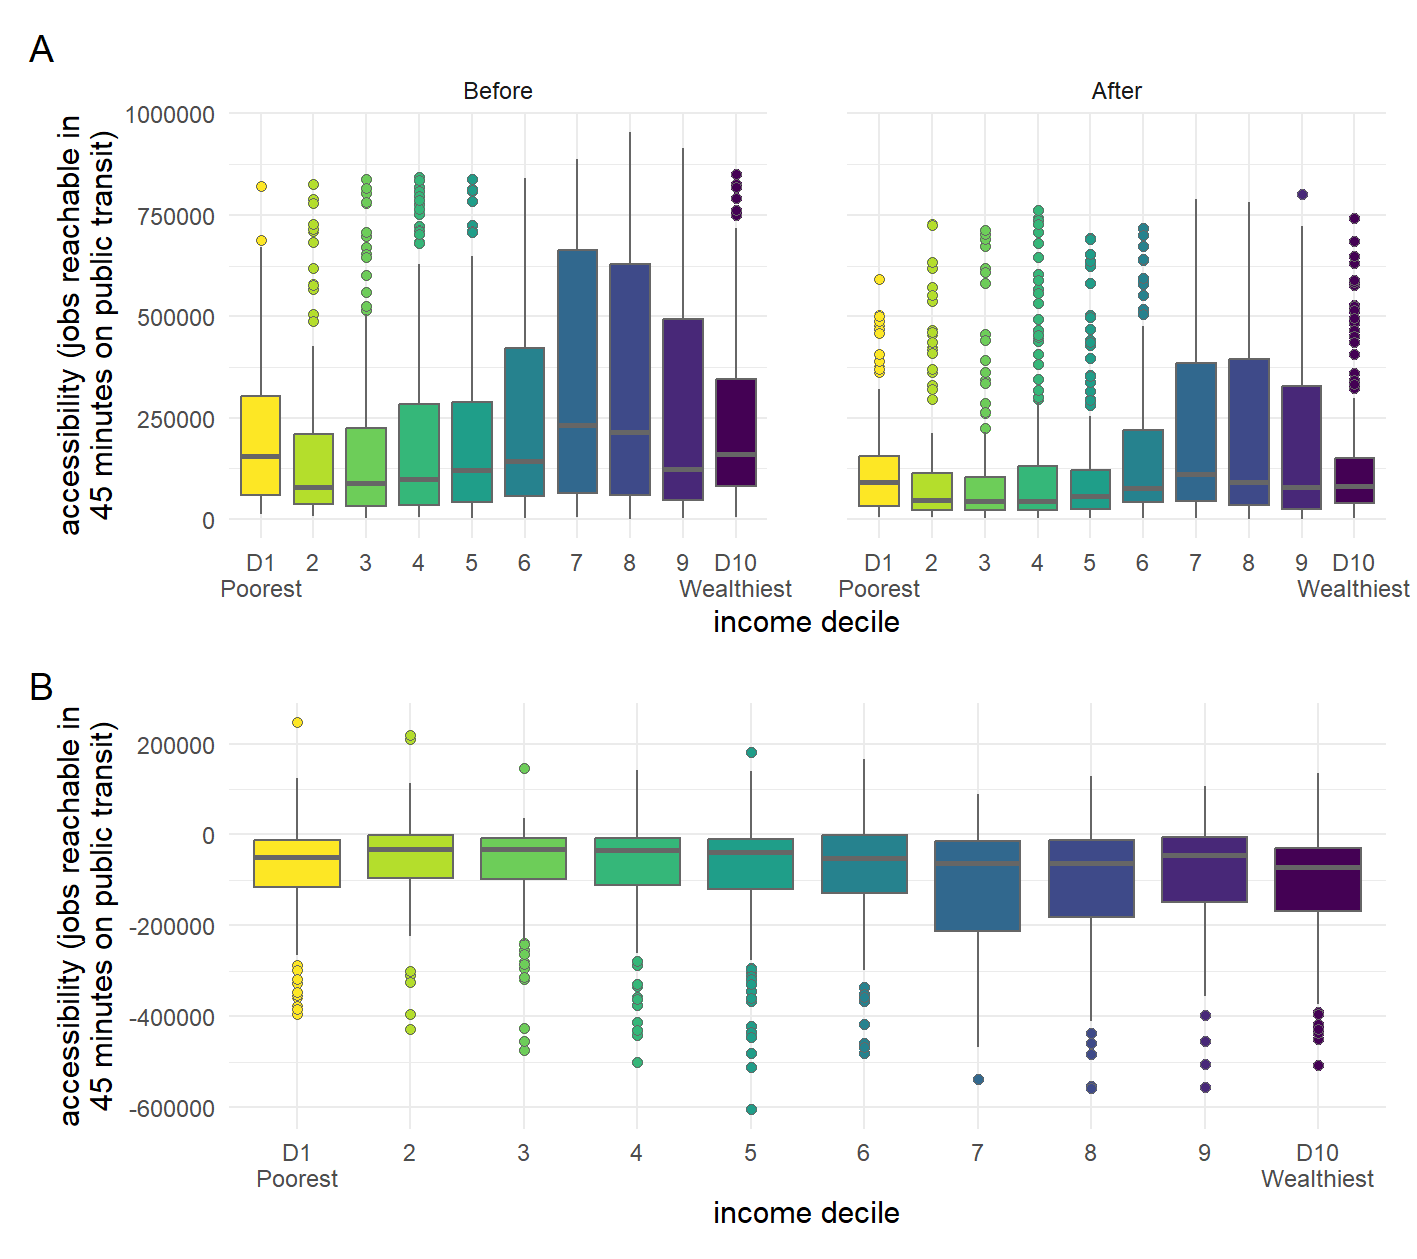 A
Before
After
accessibility (jobs reachable in
45 minutes on public transit)
1000000
750000
500000
250000
0
D1 2 3 4 5 6 7 8 9 D10
Poorest Wealthiest
D1 2 3 4 5 6 7 8 9 D10
Poorest Wealthiest
income decile
B
accessibility (jobs reachable in
45 minutes on public transit)
200000
0
-200000
-400000
-600000
D1 2 3 4 5 6 7 8 9 D10
Poorest Wealthiest
income decile